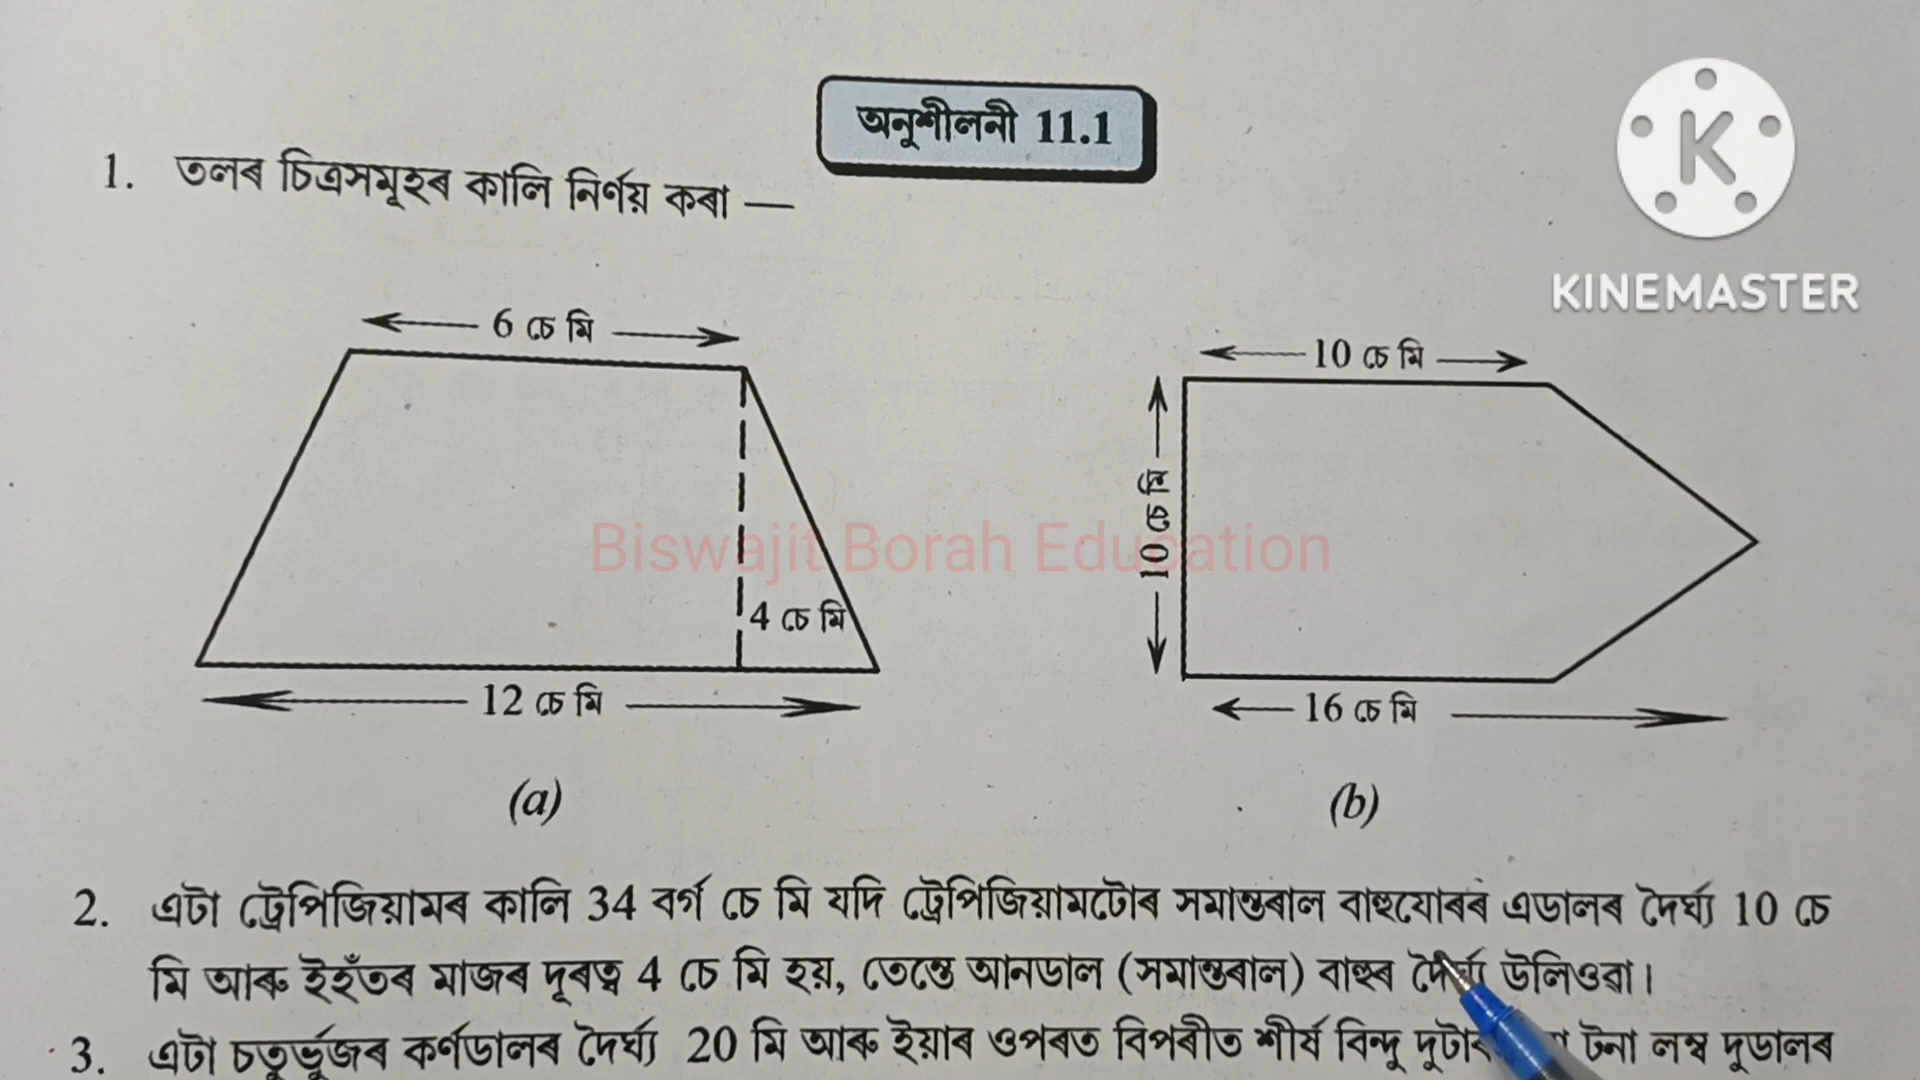 অনুশীলনী 11.1
K
KINEMASTER
1. তলৰ চিত্ৰসমূহৰ কালি নিৰ্ণয় কৰা —
6 চে মি
4 চে মি
12 চে মি
(a)
10 চে মি
10 চে মি
16 চে মি
(b)
Biswajit Borah Education
2. এটা ট্ৰেপিজিয়ামৰ কালি 34 বৰ্গ চে মি যদি ট্ৰেপিজিয়ামটোৰ সমান্তৰাল বাহুযোৰৰ এডালৰ দৈৰ্ঘ্য 10 চে
মি আৰু ইহঁতৰ মাজৰ দূৰত্ব 4 চে মি হয়, তেন্তে আনডাল (সমান্তৰাল) বাহুৰ দৈৰ্ঘ্য উলিওৱা।
3. এটা চতুৰ্ভুজৰ কৰ্ণডালৰ দৈৰ্ঘ্য 20 মি আৰু ইয়াৰ ওপৰত বিপৰীত শীৰ্ষ বিন্দু টনা লম্ব দুডালৰ